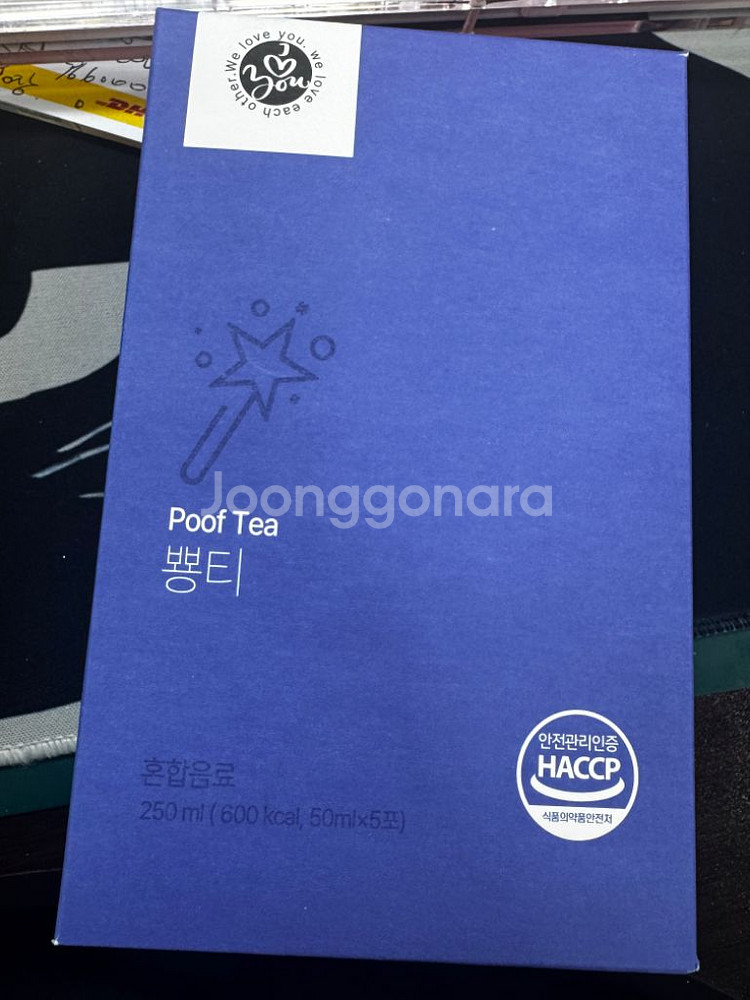 We love you. we love each other.
I
You
DHL
Poof Tea
뿅티
Joonggonara
혼합음료
250 ml ( 600 kcal, 50ml×5포)
안전관리인증
HACCP
식품의약품안전처